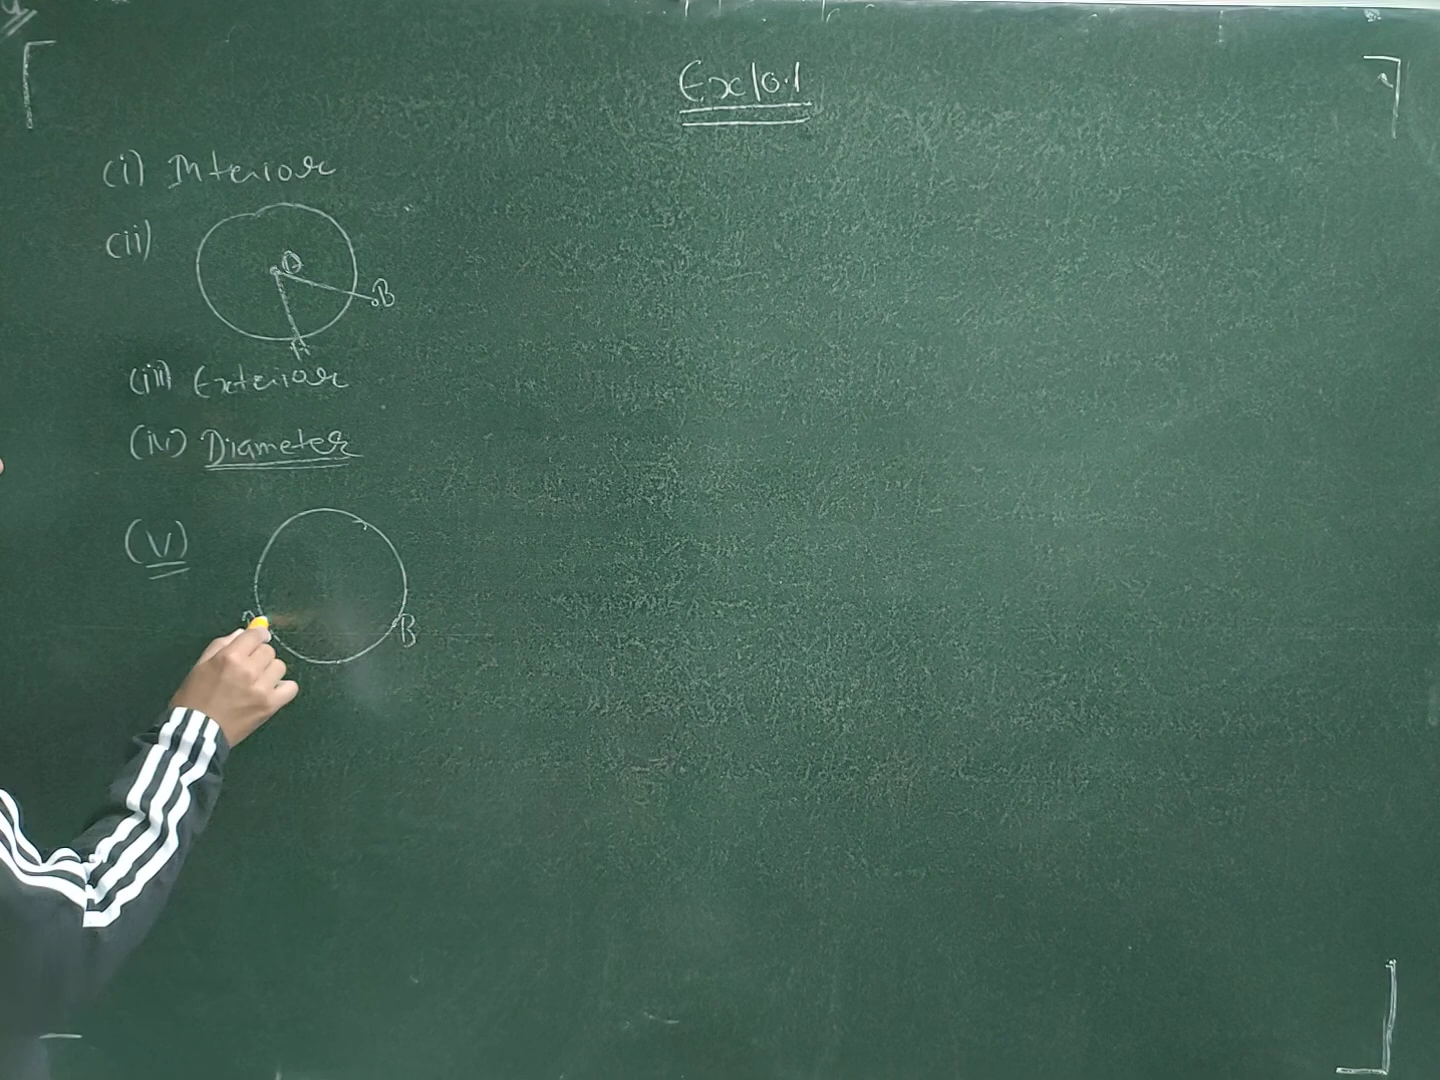 Ex 10.1
(i) Interior
(ii)
O
B
A
(iii) Exterior
(iv) Diameter
(v)
B